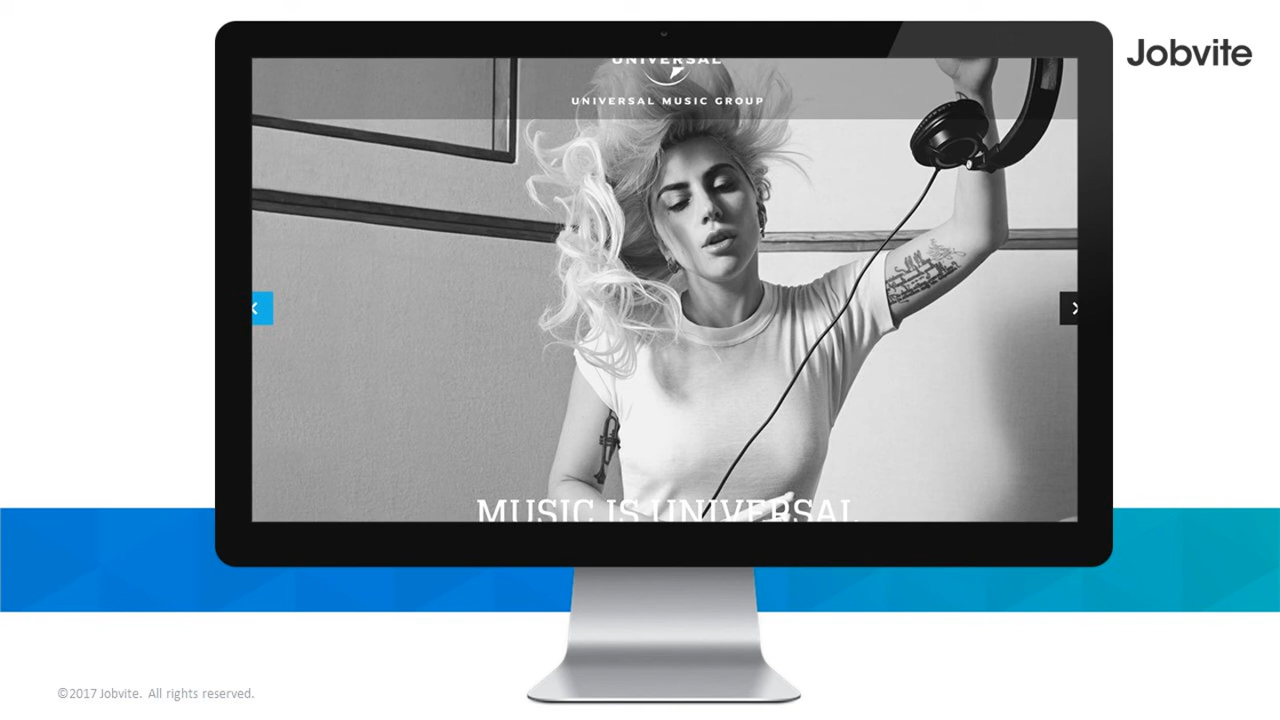 Jobvite
UNIVERSAL
UNIVERSAL MUSIC GROUP
MUSIC IS UNIVERSAL
©2017 Jobvite. All rights reserved.